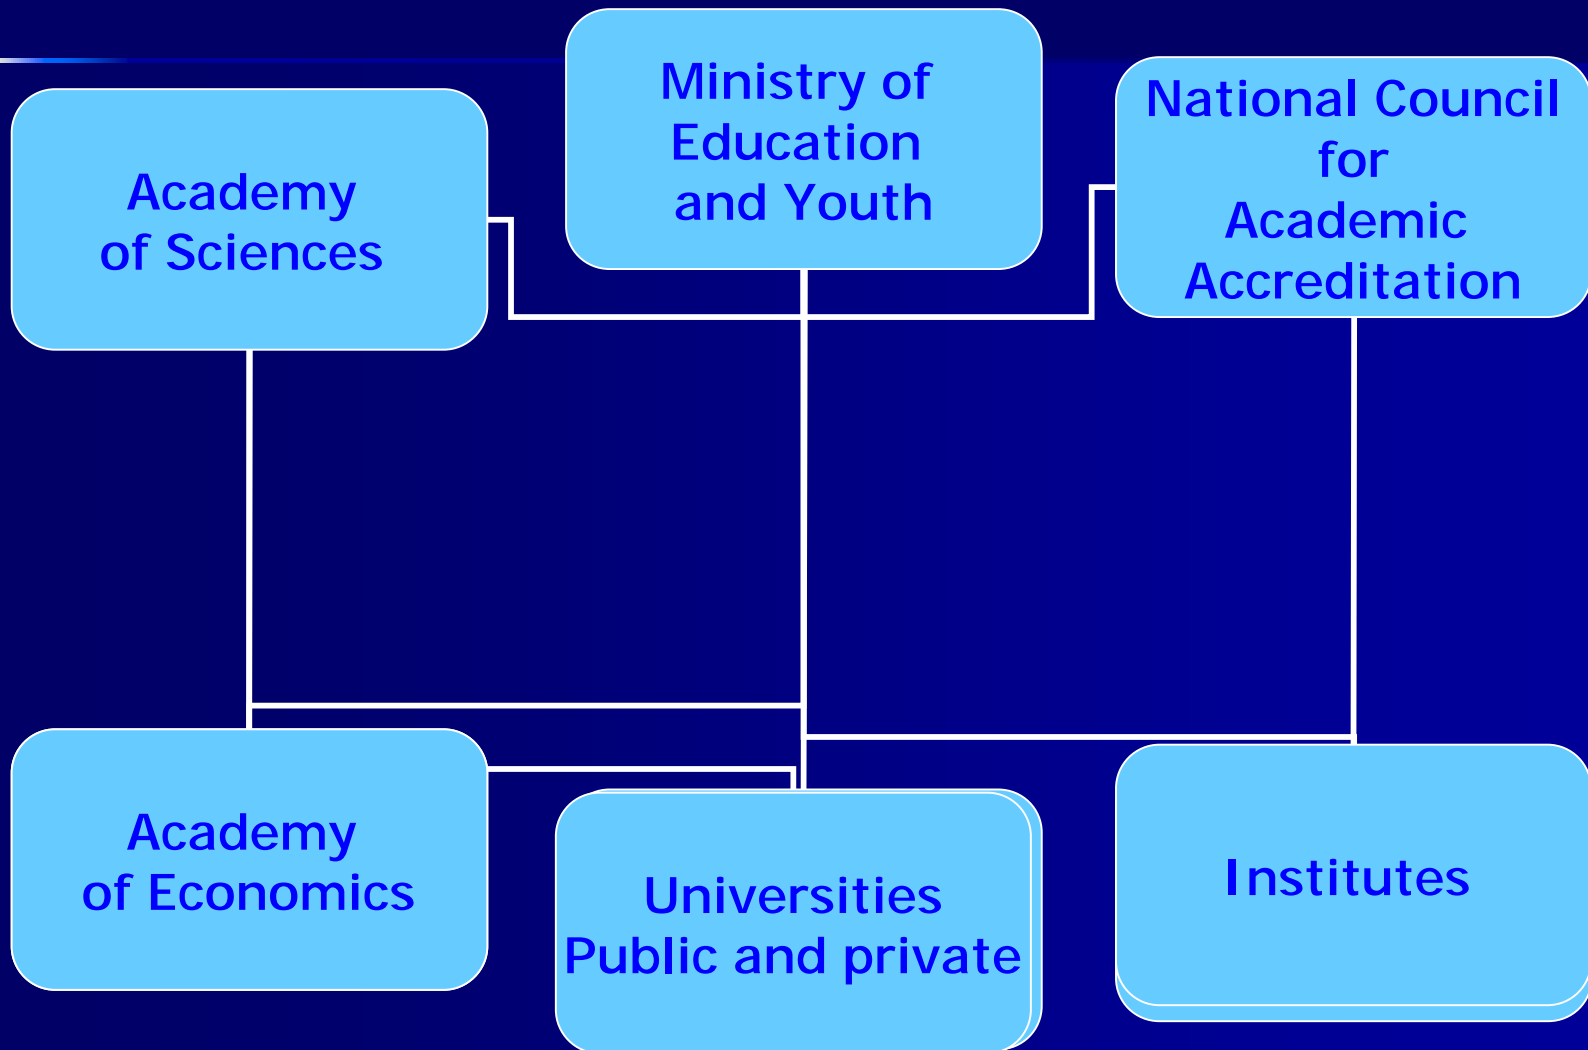 Ministry of
Education
and Youth
Academy
of Sciences
National Council
for
Academic
Accreditation
Academy
of Economics
Universities
Public and private
Institutes